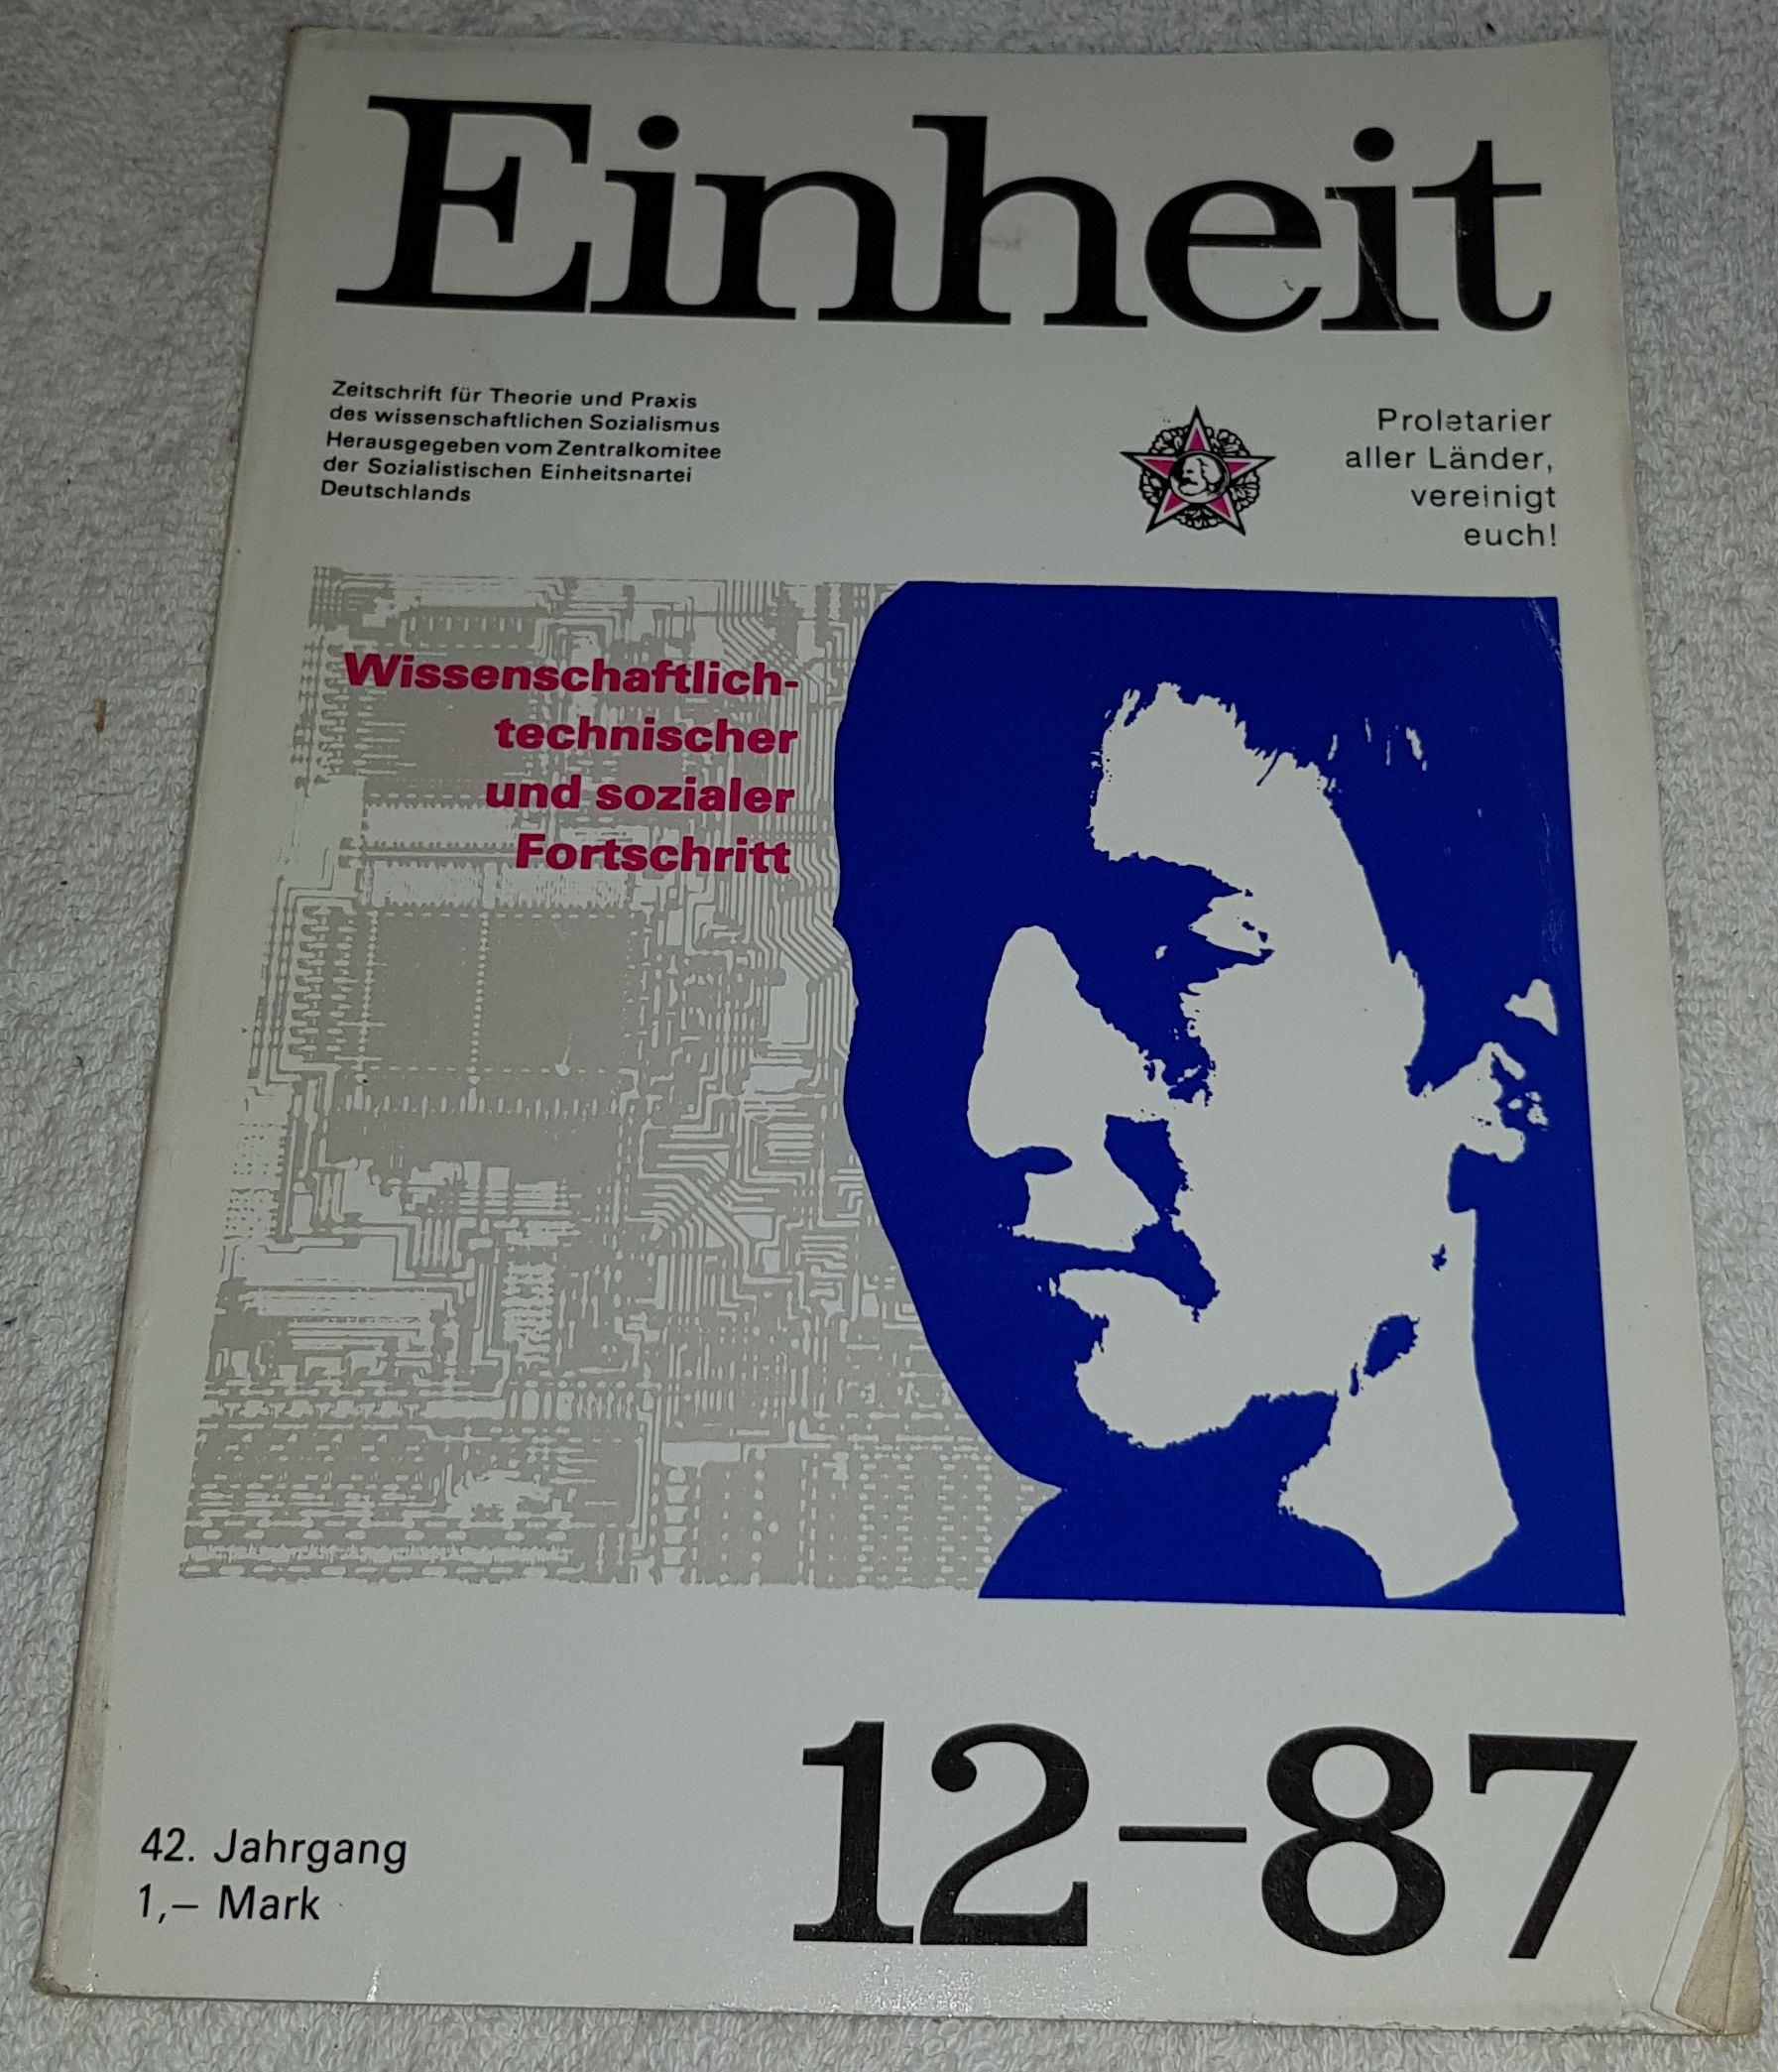 Einheit
Zeitschrift für Theorie und Praxis
des wissenschaftlichen Sozialismus
Herausgegeben vom Zentralkomitee
der Sozialistischen Einheitspartei
Deutschlands
Proletarier
aller Länder,
vereinigt
euch!
Wissenschaftlich-
technischer
und sozialer
Fortschritt
42. Jahrgang
1,– Mark
12–87